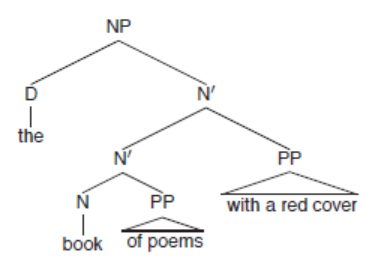 NP
D N′
the
N′ PP
N PP with a red cover
book of poems